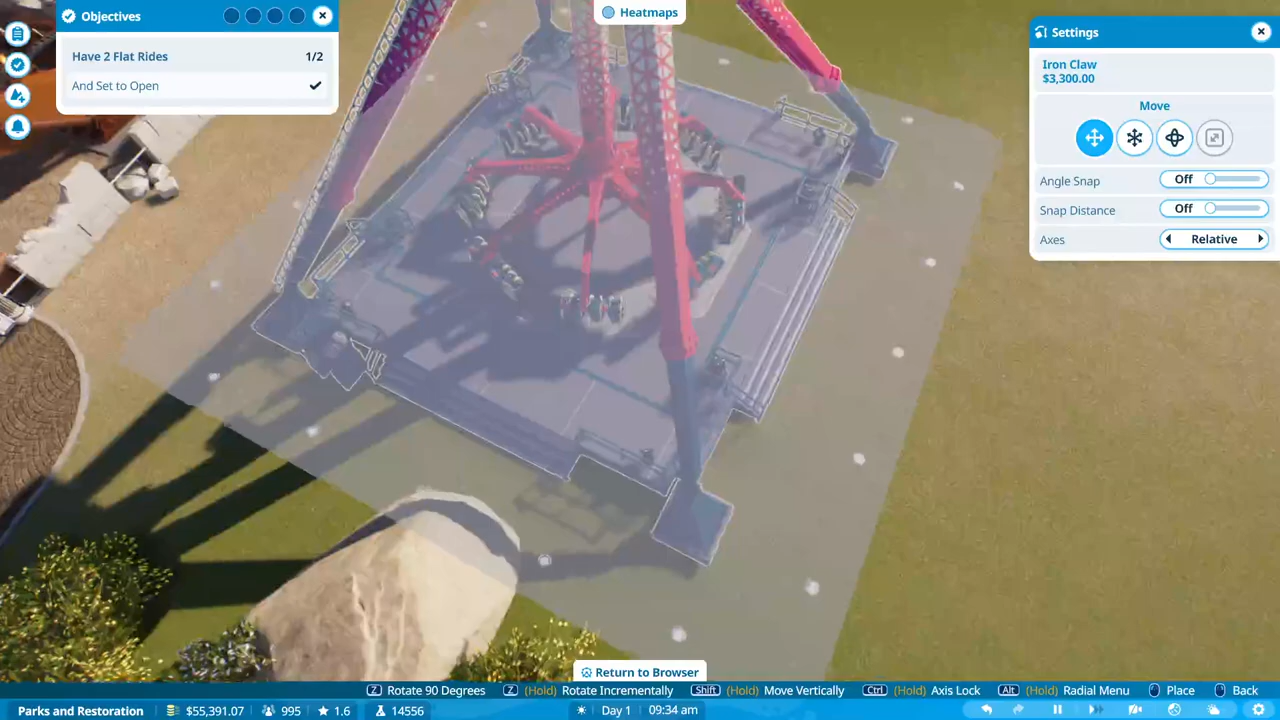 Objectives
Have 2 Flat Rides 1/2
And Set to Open
Heatmaps
Settings
Iron Claw
$3,300.00
Move
Angle Snap Off
Snap Distance Off
Axes Relative
Return to Browser
Z Rotate 90 Degrees Z (Hold) Rotate Incrementally Shift (Hold) Move Vertically Ctrl (Hold) Axis Lock Alt (Hold) Radial Menu Place Back
Parks and Restoration $55,391.07 995 1.6 14556 Day 1 09:34 am